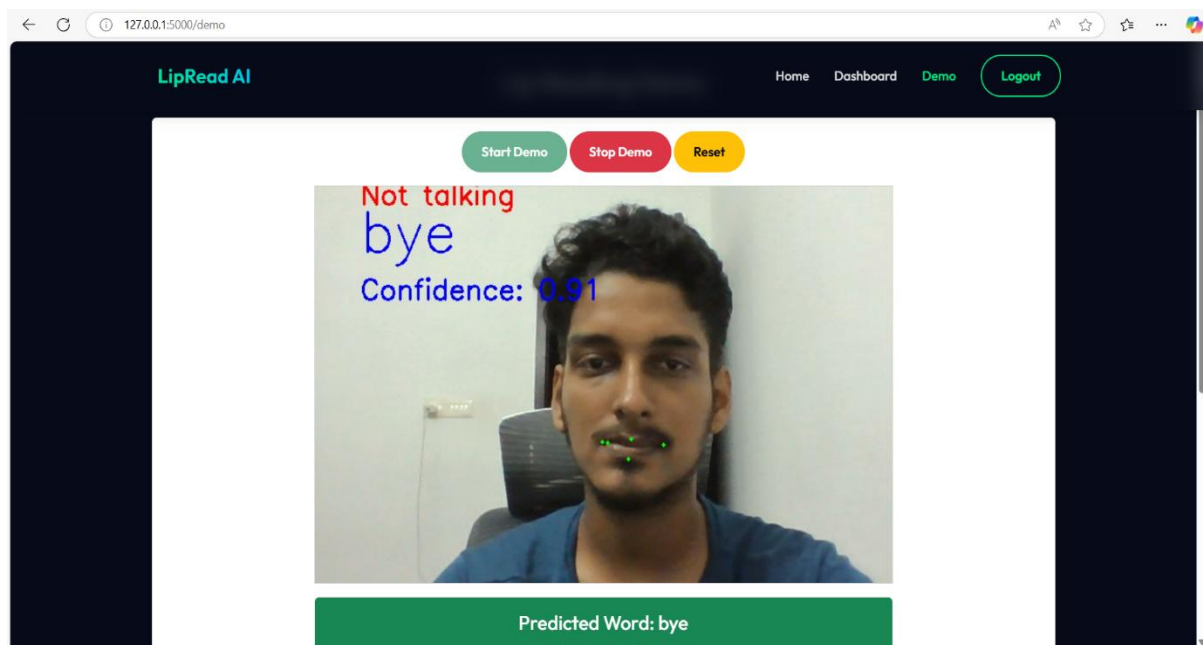 127.0.0.1:5000/demo
LipRead AI
Home Dashboard Demo Logout
Start Demo Stop Demo Reset
Not talking
bye
Confidence: 0.91
Predicted Word: bye